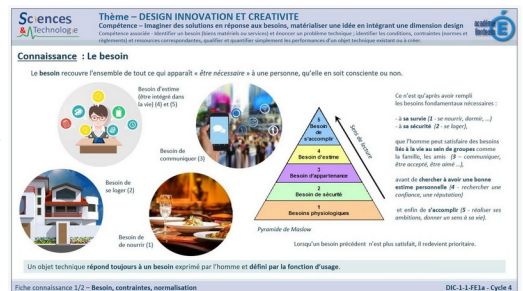 Sciences
& Technologie
Thème – DESIGN INNOVATION ET CREATIVITE
Compétence – Imaginer des solutions en réponse aux besoins, matérialiser une idée en intégrant une dimension design
Compétence associée - Identifier un besoin (biens matériels ou services) et énoncer un problème technique ; Identifier les conditions, contraintes (normes et
règlements) et ressources correspondantes, qualifier et quantifier simplement les performances d'un objet technique existant ou à créer.
académie
Bordeaux
Connaissance : Le besoin
Le besoin recouvre l'ensemble de tout ce qui apparaît « être nécessaire » à une personne, qu'elle en soit consciente ou non.
Besoin d'estime
(être intégré dans
la vie) (4) et (5)
Besoin de
communiquer (3)
Besoin de
se loger (2)
Besoin de
de nourrir (1)
5
Besoin
de
s'accomplir
4
Besoin d'estime
3
Besoin d'appartenance
2
Besoin de sécurité
1
Besoins physiologiques
Sens de lecture
Pyramide de Maslow
Ce n'est qu'après avoir rempli
les besoins fondamentaux nécessaires :
- à sa survie (1 - se nourrir, dormir, ...)
- à sa sécurité (2 - se loger),
que l'homme peut satisfaire des besoins
liés à la vie au sein de groupes comme
la famille, les amis (3 – communiquer,
être accepté, être aimé ...),
avant de chercher à avoir une bonne
estime personnelle (4 - rechercher une
confiance, une réputation)
et enfin de s'accomplir (5 - réaliser ses
ambitions, donner un sens à sa vie).
Lorsqu'un besoin précédent n'est plus satisfait, il redevient prioritaire.
Un objet technique répond toujours à un besoin exprimé par l'homme et défini par la fonction d'usage.
Fiche connaissance 1/2 – Besoin, contraintes, normalisation
DIC-1-1-FE1a - Cycle 4